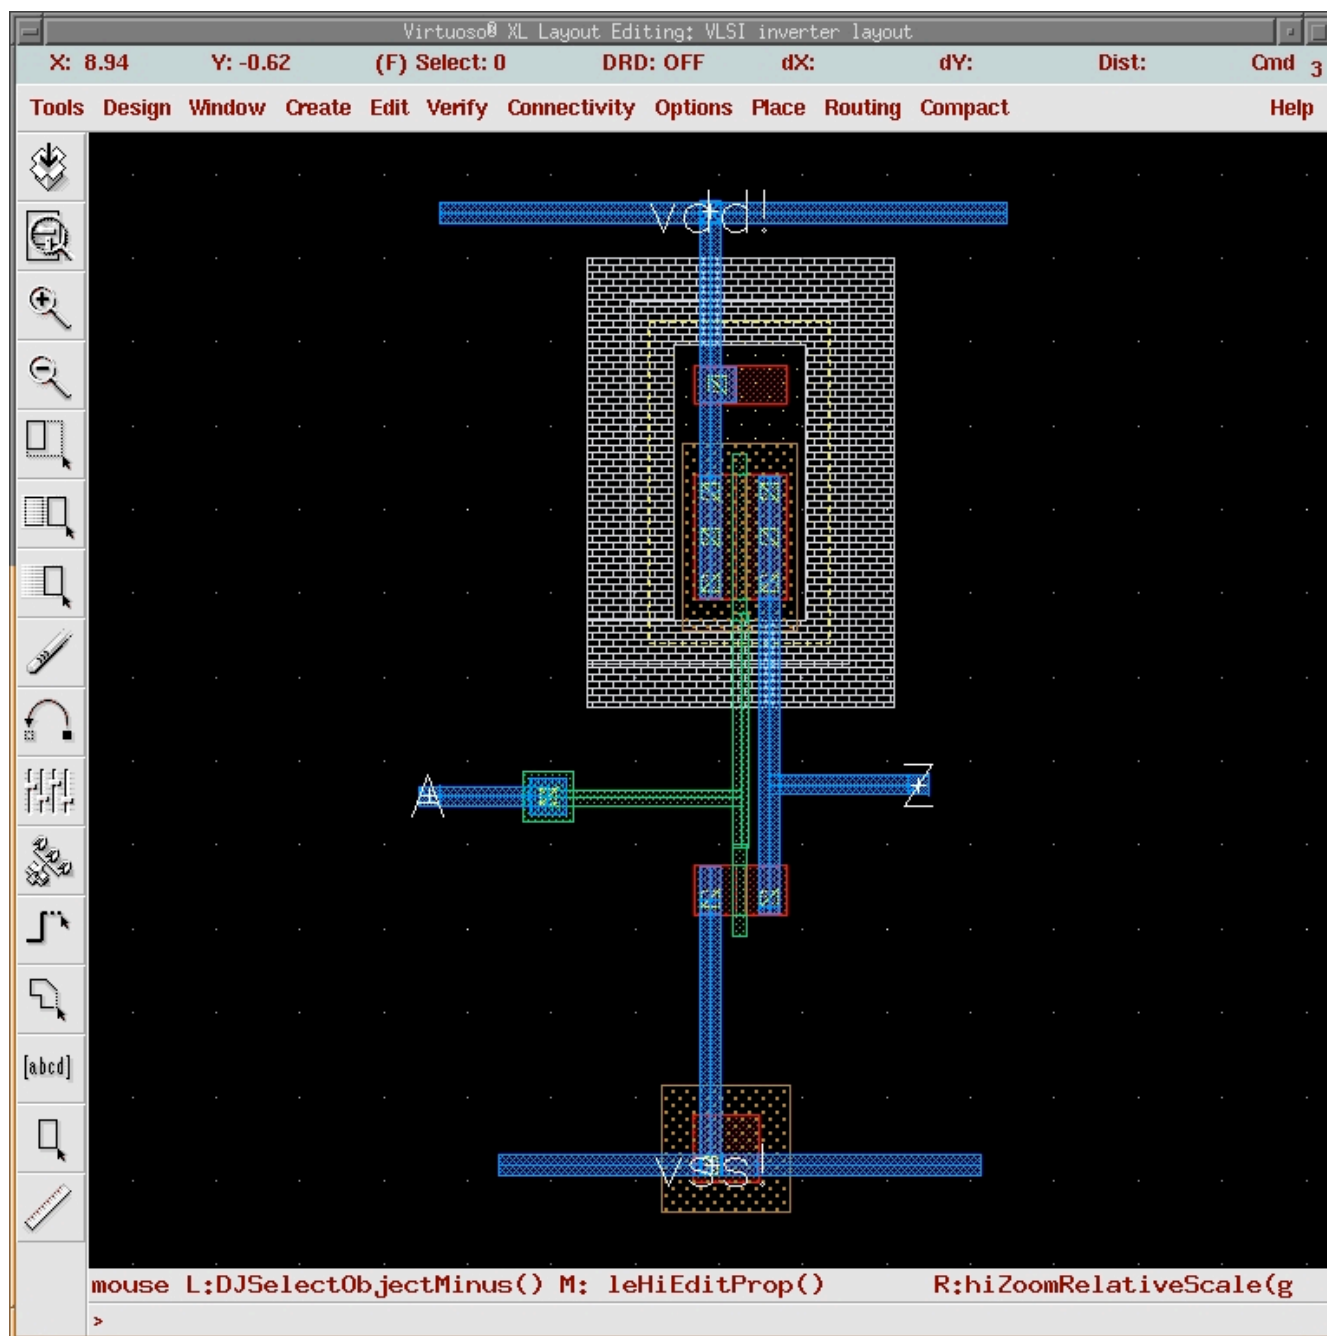 Virtuoso® XL Layout Editing: VLSI inverter layout
X: 8.94 Y: -0.62 (F) Select: 0 DRD: OFF dX: dY: Dist: Cmd 3
Tools Design Window Create Edit Verify Connectivity Options Place Routing Compact Help
vdd!
A Z
[abcd]
vss!
mouse L:DJSelectObjectMinus() M: leHiEditProp() R:hiZoomRelativeScale(g
>